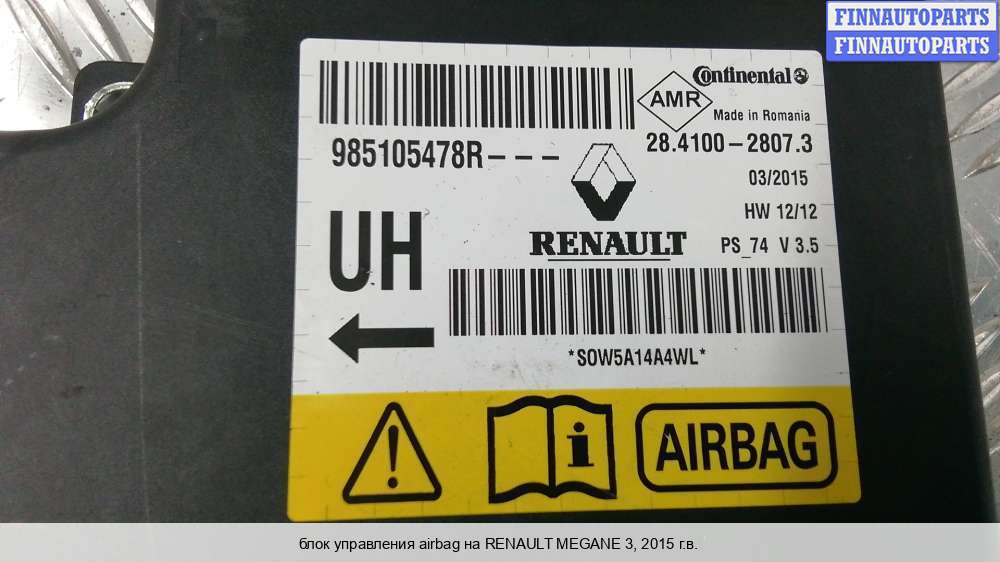 FINNAUTOPARTS
FINNAUTOPARTS
Continental
AMR
Made in Romania
985105478R---
28.4100-2807.3
03/2015
HW 12/12
UH
RENAULT
PS_74 V 3.5
*SOW5A14A4WL*
AIRBAG
блок управления airbag на RENAULT MEGANE 3, 2015 г.в.